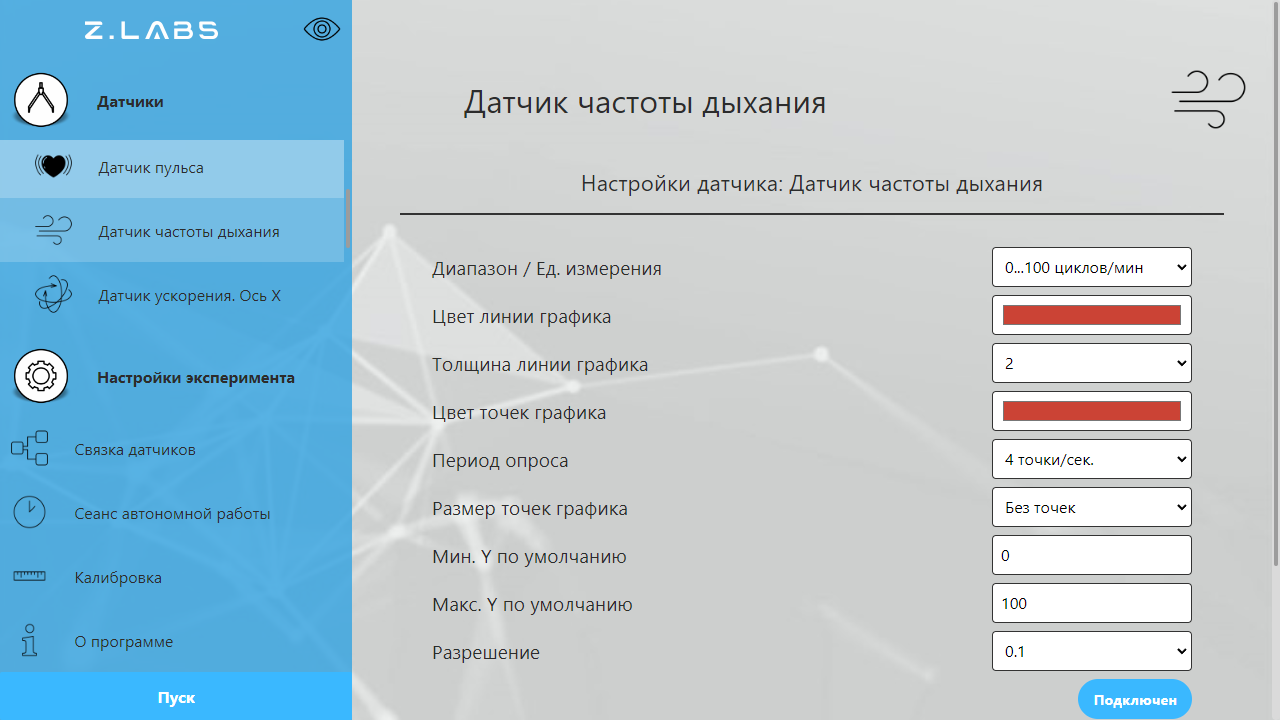 Z.LABS
Датчики
Датчик пульса
Датчик частоты дыхания
Датчик ускорения. Ось X
Настройки эксперимента
Связка датчиков
Сеанс автономной работы
Калибровка
О программе
Пуск
Датчик частоты дыхания
Настройки датчика: Датчик частоты дыхания
Диапазон / Ед. измерения 0...100 циклов/мин
Цвет линии графика
Толщина линии графика 2
Цвет точек графика
Период опроса 4 точки/сек.
Размер точек графика Без точек
Мин. Y по умолчанию 0
Макс. Y по умолчанию 100
Разрешение 0.1
Подключен